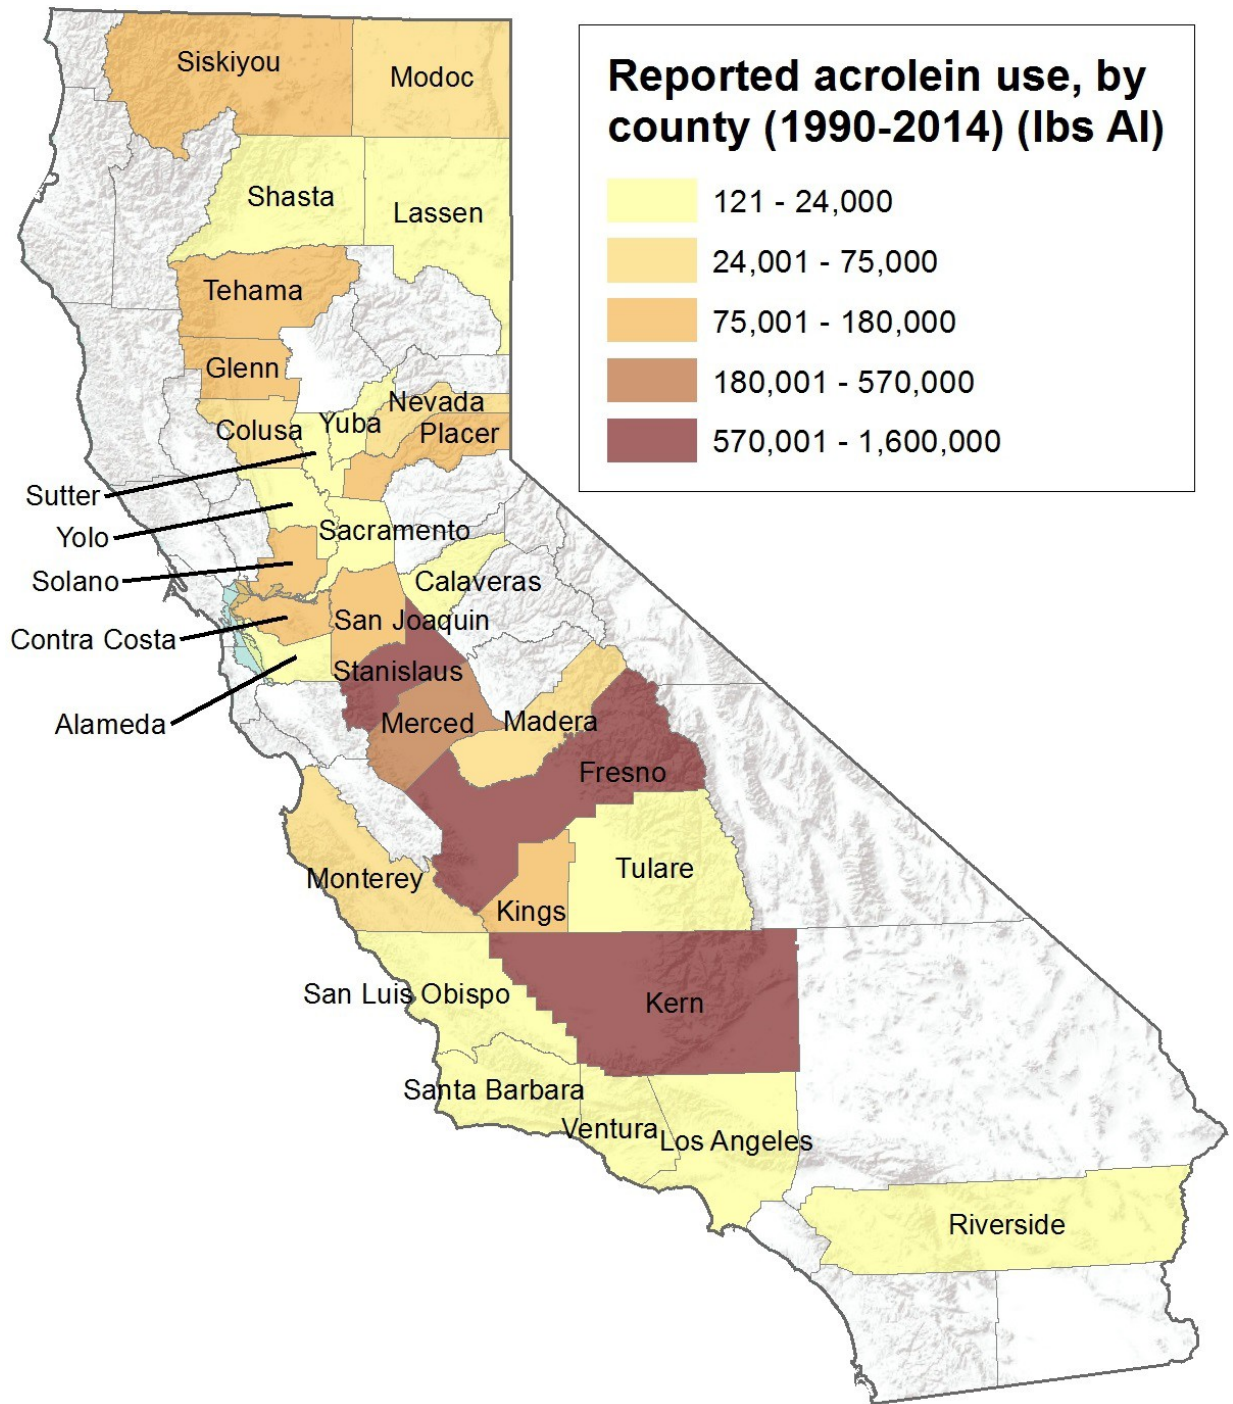 Reported acrolein use, by
county (1990-2014) (lbs AI)
121 - 24,000
24,001 - 75,000
75,001 - 180,000
180,001 - 570,000
570,001 - 1,600,000
Siskiyou
Modoc
Shasta
Lassen
Tehama
Glenn
Nevada
Colusa
Yuba
Placer
Sutter
Yolo
Sacramento
Solano
Calaveras
Contra Costa
San Joaquin
Stanislaus
Alameda
Merced
Madera
Fresno
Tulare
Monterey
Kings
San Luis Obispo
Kern
Santa Barbara
Ventura
Los Angeles
Riverside